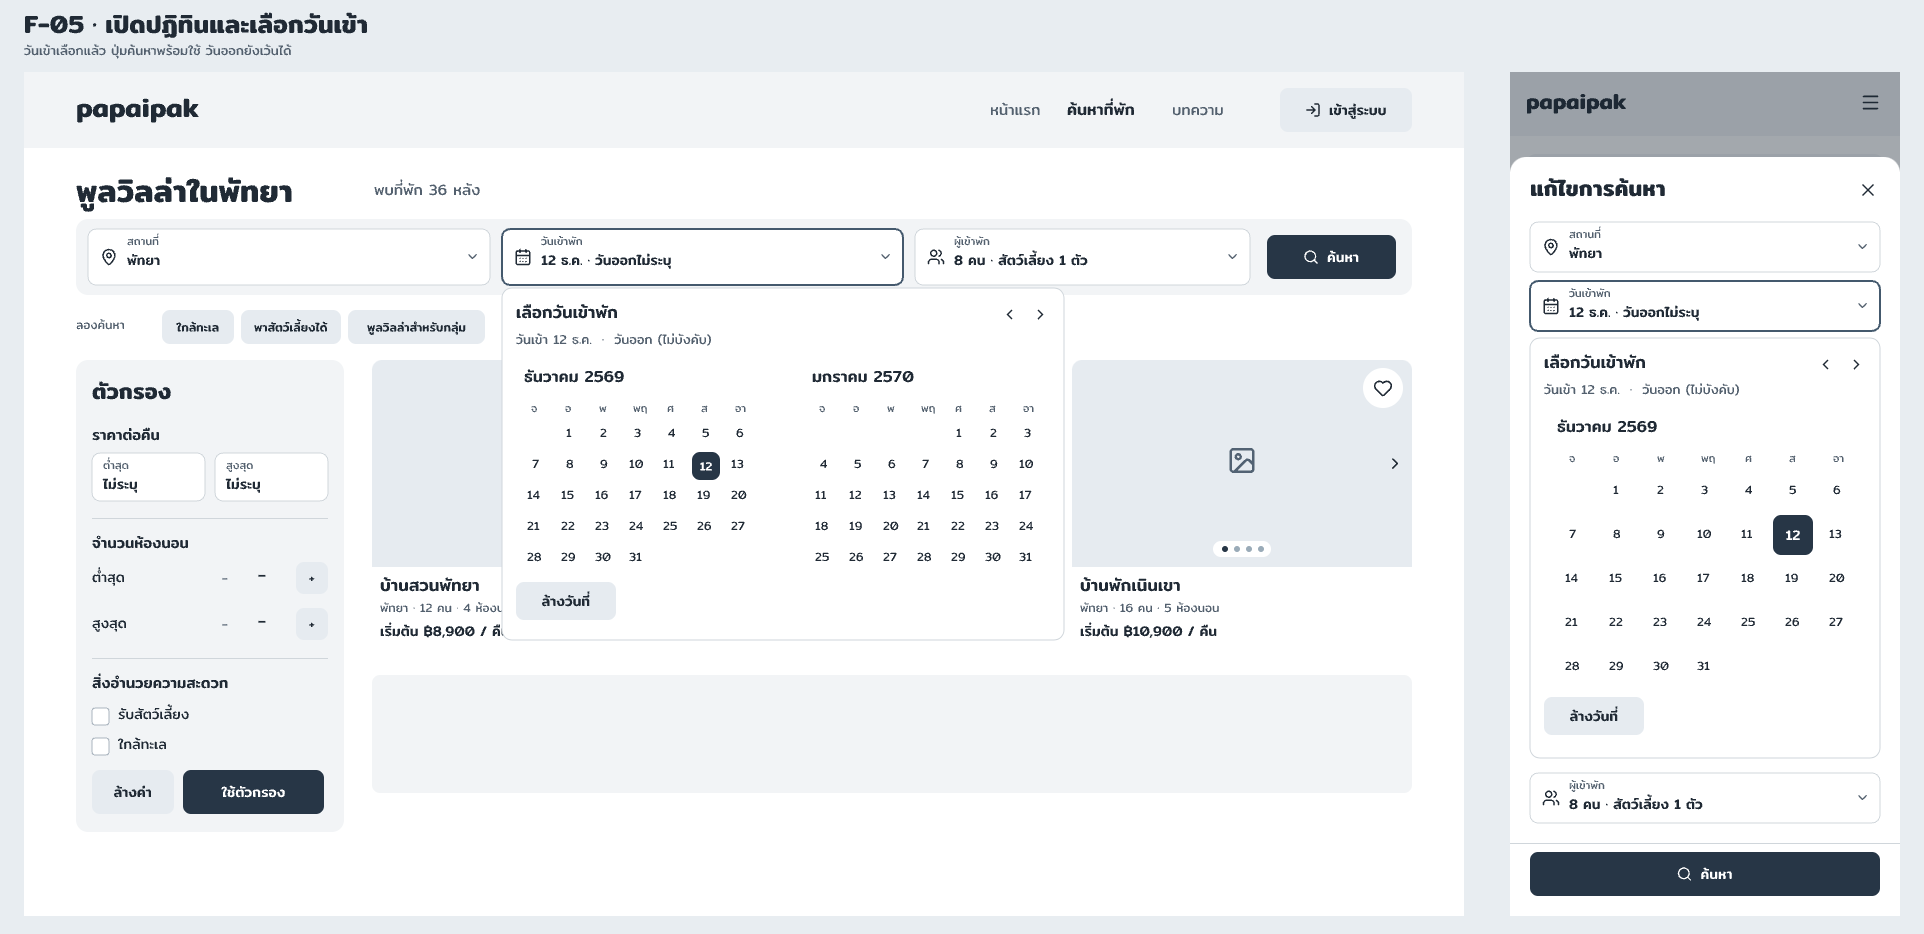 F-05 · เปิดปฏิทินและเลือกวันเข้า
วันเข้าเลือกแล้ว ปุ่มค้นหาพร้อมใช้ วันออกยังเว้นได้
papaipak
หน้าแรก ค้นหาที่พัก บทความ เข้าสู่ระบบ
พูลวิลล่าในพัทยา พบที่พัก 36 หลัง
สถานที่
พัทยา
วันเข้าพัก
12 ธ.ค. · วันออกไม่ระบุ
ผู้เข้าพัก
8 คน · สัตว์เลี้ยง 1 ตัว
ค้นหา
ลองค้นหา ใกล้ทะเล พาสัตว์เลี้ยงได้ พูลวิลล่าสำหรับกลุ่ม
เลือกวันเข้าพัก
วันเข้า 12 ธ.ค. · วันออก (ไม่บังคับ)
ธันวาคม 2569
จ อ พ พฤ ศ ส อา
1 2 3 4 5 6
7 8 9 10 11 12 13
14 15 16 17 18 19 20
21 22 23 24 25 26 27
28 29 30 31
มกราคม 2570
จ อ พ พฤ ศ ส อา
1 2 3
4 5 6 7 8 9 10
11 12 13 14 15 16 17
18 19 20 21 22 23 24
25 26 27 28 29 30 31
ล้างวันที่
ตัวกรอง
ราคาต่อคืน
ต่ำสุด
ไม่ระบุ
สูงสุด
ไม่ระบุ
จำนวนห้องนอน
ต่ำสุด - – +
สูงสุด - – +
สิ่งอำนวยความสะดวก
รับสัตว์เลี้ยง
ใกล้ทะเล
ล้างค่า ใช้ตัวกรอง
บ้านสวนพัทยา
พัทยา · 12 คน · 4 ห้องน
เริ่มต้น ฿8,900 / คื
บ้านพักเนินเขา
พัทยา · 16 คน · 5 ห้องนอน
เริ่มต้น ฿10,900 / คืน
papaipak
แก้ไขการค้นหา
สถานที่
พัทยา
วันเข้าพัก
12 ธ.ค. · วันออกไม่ระบุ
เลือกวันเข้าพัก
วันเข้า 12 ธ.ค. · วันออก (ไม่บังคับ)
ธันวาคม 2569
จ อ พ พฤ ศ ส อา
1 2 3 4 5 6
7 8 9 10 11 12 13
14 15 16 17 18 19 20
21 22 23 24 25 26 27
28 29 30 31
ล้างวันที่
ผู้เข้าพัก
8 คน · สัตว์เลี้ยง 1 ตัว
ค้นหา